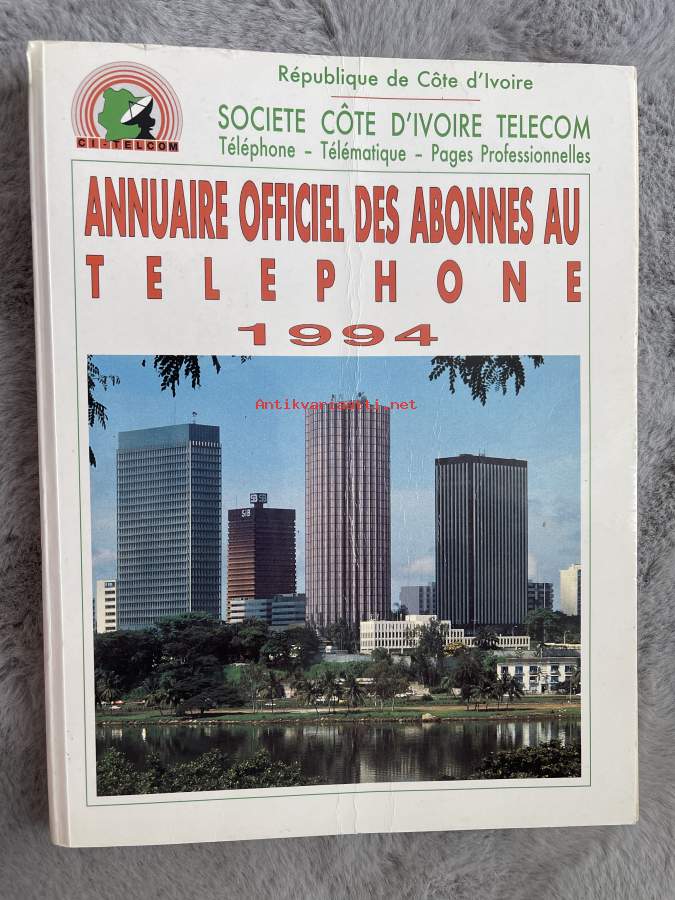 République de Côte d'Ivoire
SOCIETE CÔTE D'IVOIRE TELECOM
Téléphone - Télématique - Pages Professionnelles
CI-TELCOM
ANNUAIRE OFFICIEL DES ABONNES AU
TELEPHONE
1994
Antikvariaatti.net
SIB